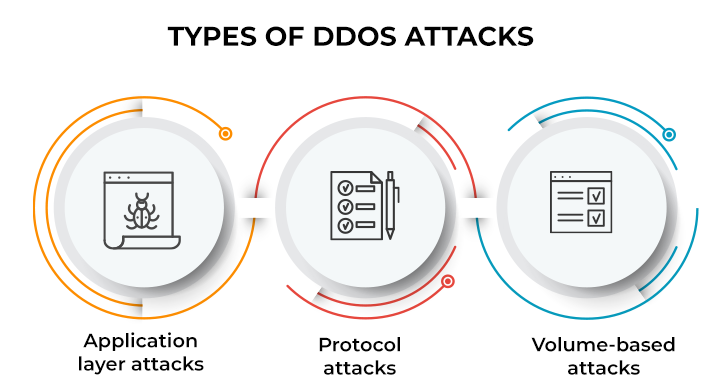 TYPES OF DDOS ATTACKS
Application
layer attacks
Protocol
attacks
Volume-based
attacks